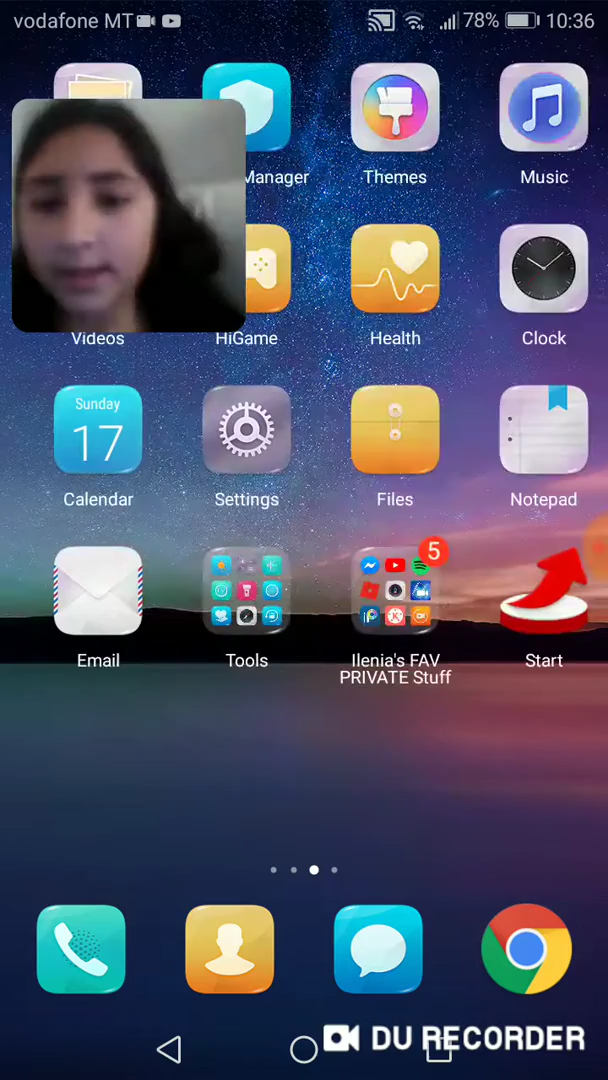 vodafone MT 78% 10:36
Manager Themes Music
Videos HiGame Health Clock
Sunday
17
Calendar Settings Files Notepad
5
Email Tools Ilenia's FAV Start
PRIVATE Stuff
DU RECORDER